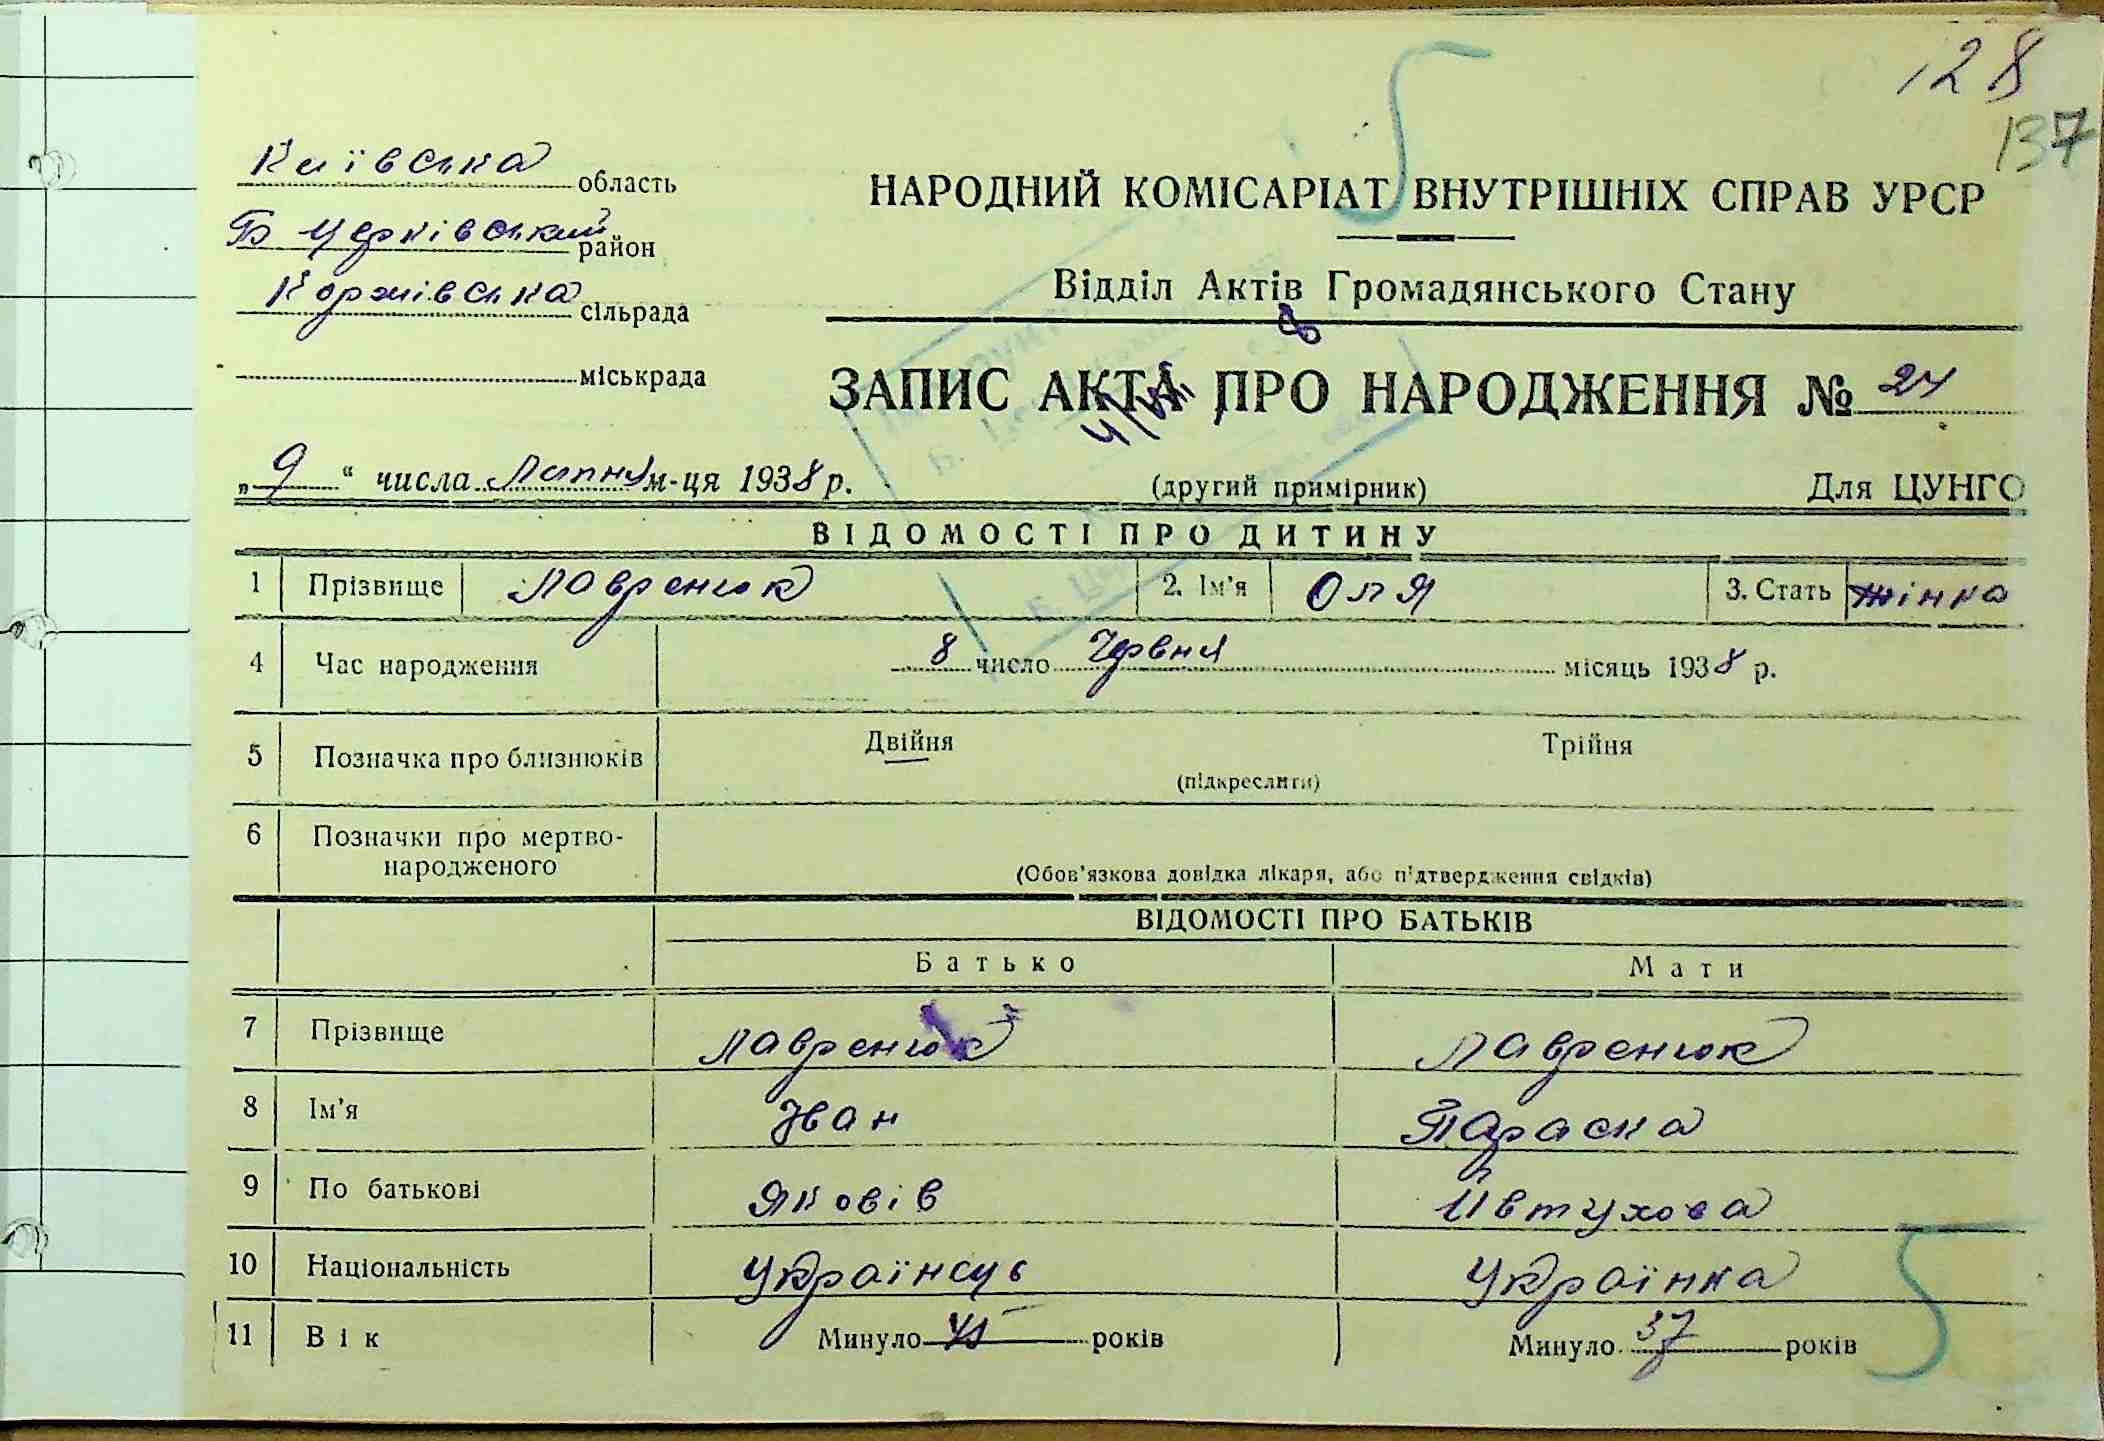 128
137
Київська область
Б Церківський район
Коржівська сільрада
міськрада
НАРОДНИЙ КОМІСАРІАТ ВНУТРІШНІХ СПРАВ УРСР
Відділ Актів Громадянського Стану
ЗАПИС АКТА ПРО НАРОДЖЕННЯ № 24
„ 9 “ числа Липня м-ця 1938 р.
(другий примірник)
Для ЦУНГО
ВІДОМОСТІ ПРО ДИТИНУ
1 Прізвище Лавренюк 2. Ім'я Оля 3. Стать жінка
4 Час народження 8 число Червня місяць 1938 р.
5 Позначка про близнюків Двійня Трійня
(підкреслити)
6 Позначки про мертво-
народженого
(Обов'язкова довідка лікаря, або підтвердження свідків)
ВІДОМОСТІ ПРО БАТЬКІВ
Батько Мати
7 Прізвище Лавренюк Лавренюк
8 Ім'я Іван Параска
9 По батькові Яковів Йвтухова
10 Національність Українець Українка
11 Вік Минуло 45 років Минуло 37 років
5